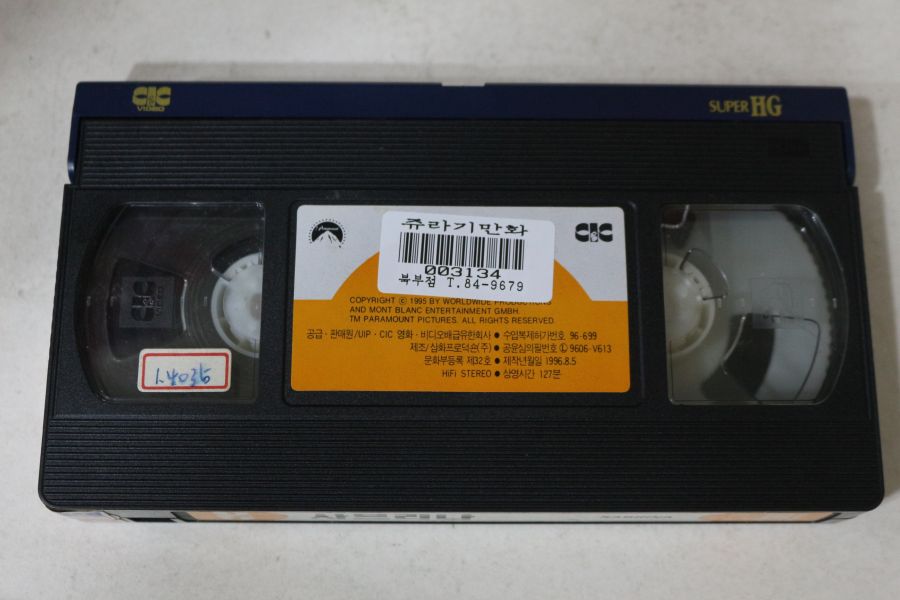 CIC
VIDEO
SUPER HG
Paramount
쥬라기만화
CIC
003134
북부점 T.84-9679
COPYRIGHT © 1995 BY WORLDWIDE PRODUCTIONS
AND MONT BLANC ENTERTAINMENT GMBH.
TM PARAMOUNT PICTURES. ALL RIGHTS RESERVED.
공급·판매원/UIP·CIC 영화·비디오배급유한회사 ● 수입복제허가번호 96-699
제조/삼화프로덕숀(주) ● 공윤심의필번호 ① 9606-V613
문화부등록 제32호 ● 제작년월일 1996.8.5
HiFi STEREO ● 상영시간 127분
1-4036